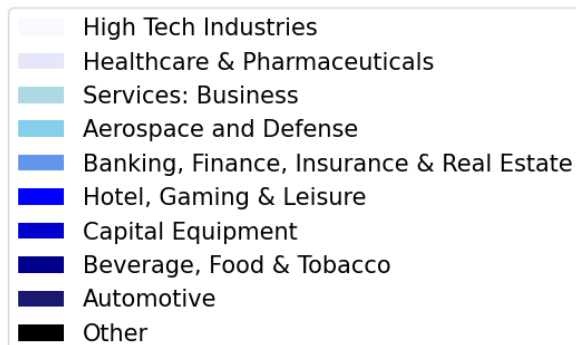 High Tech Industries
Healthcare & Pharmaceuticals
Services: Business
Aerospace and Defense
Banking, Finance, Insurance & Real Estate
Hotel, Gaming & Leisure
Capital Equipment
Beverage, Food & Tobacco
Automotive
Other